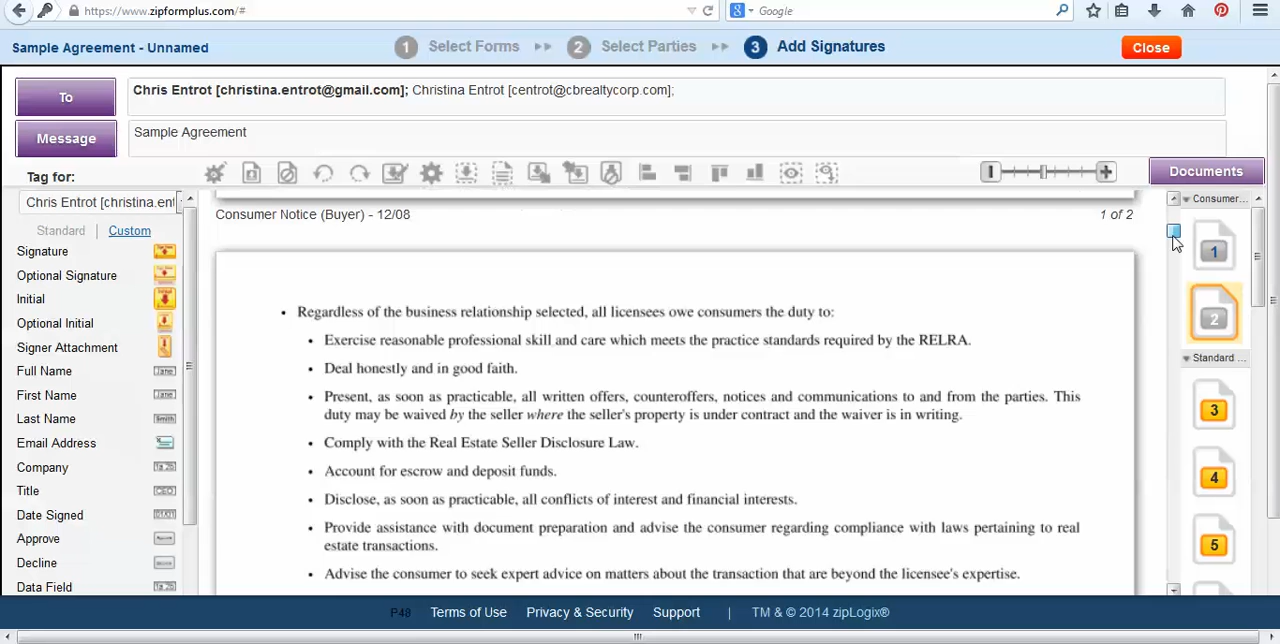 https://www.zipformplus.com/#
Google
Sample Agreement - Unnamed
1 Select Forms
2 Select Parties
3 Add Signatures
Close
To
Chris Entrot [christina.entrot@gmail.com]; Christina Entrot [centrot@cbrealtycorp.com];
Message
Sample Agreement
Tag for:
Documents
Chris Entrot [christina.ent
Standard | Custom
Signature
Optional Signature
Initial
Optional Initial
Signer Attachment
Full Name
First Name
Last Name
Email Address
Company
Title
Date Signed
Approve
Decline
Data Field
Consumer Notice (Buyer) - 12/08
1 of 2
• Regardless of the business relationship selected, all licensees owe consumers the duty to:
• Exercise reasonable professional skill and care which meets the practice standards required by the RELRA.
• Deal honestly and in good faith.
• Present, as soon as practicable, all written offers, counteroffers, notices and communications to and from the parties. This
duty may be waived by the seller where the seller's property is under contract and the waiver is in writing.
• Comply with the Real Estate Seller Disclosure Law.
• Account for escrow and deposit funds.
• Disclose, as soon as practicable, all conflicts of interest and financial interests.
• Provide assistance with document preparation and advise the consumer regarding compliance with laws pertaining to real
estate transactions.
• Advise the consumer to seek expert advice on matters about the transaction that are beyond the licensee's expertise.
Consumer...
1
2
Standard ...
3
4
5
P48
Terms of Use
Privacy & Security
Support
|
TM & © 2014 zipLogix®